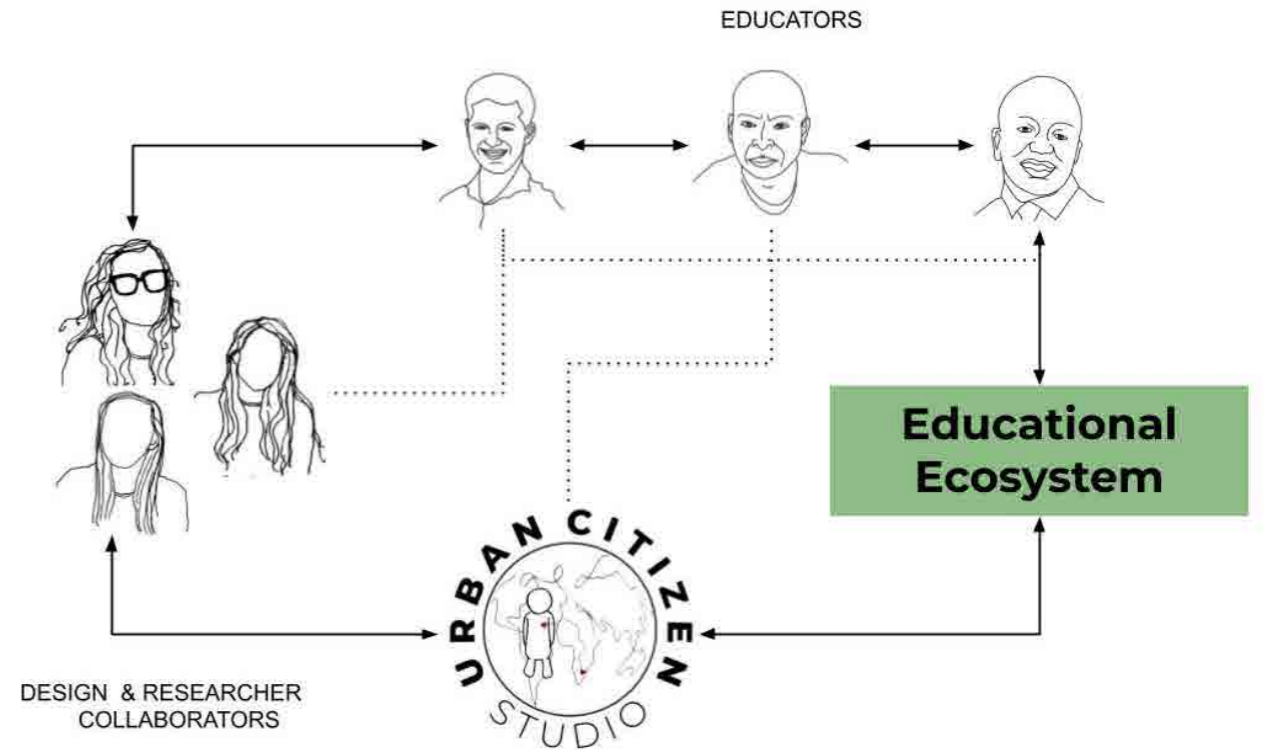 EDUCATORS
Educational
Ecosystem
URBAN CITIZEN
STUDIO
DESIGN & RESEARCHER
COLLABORATORS